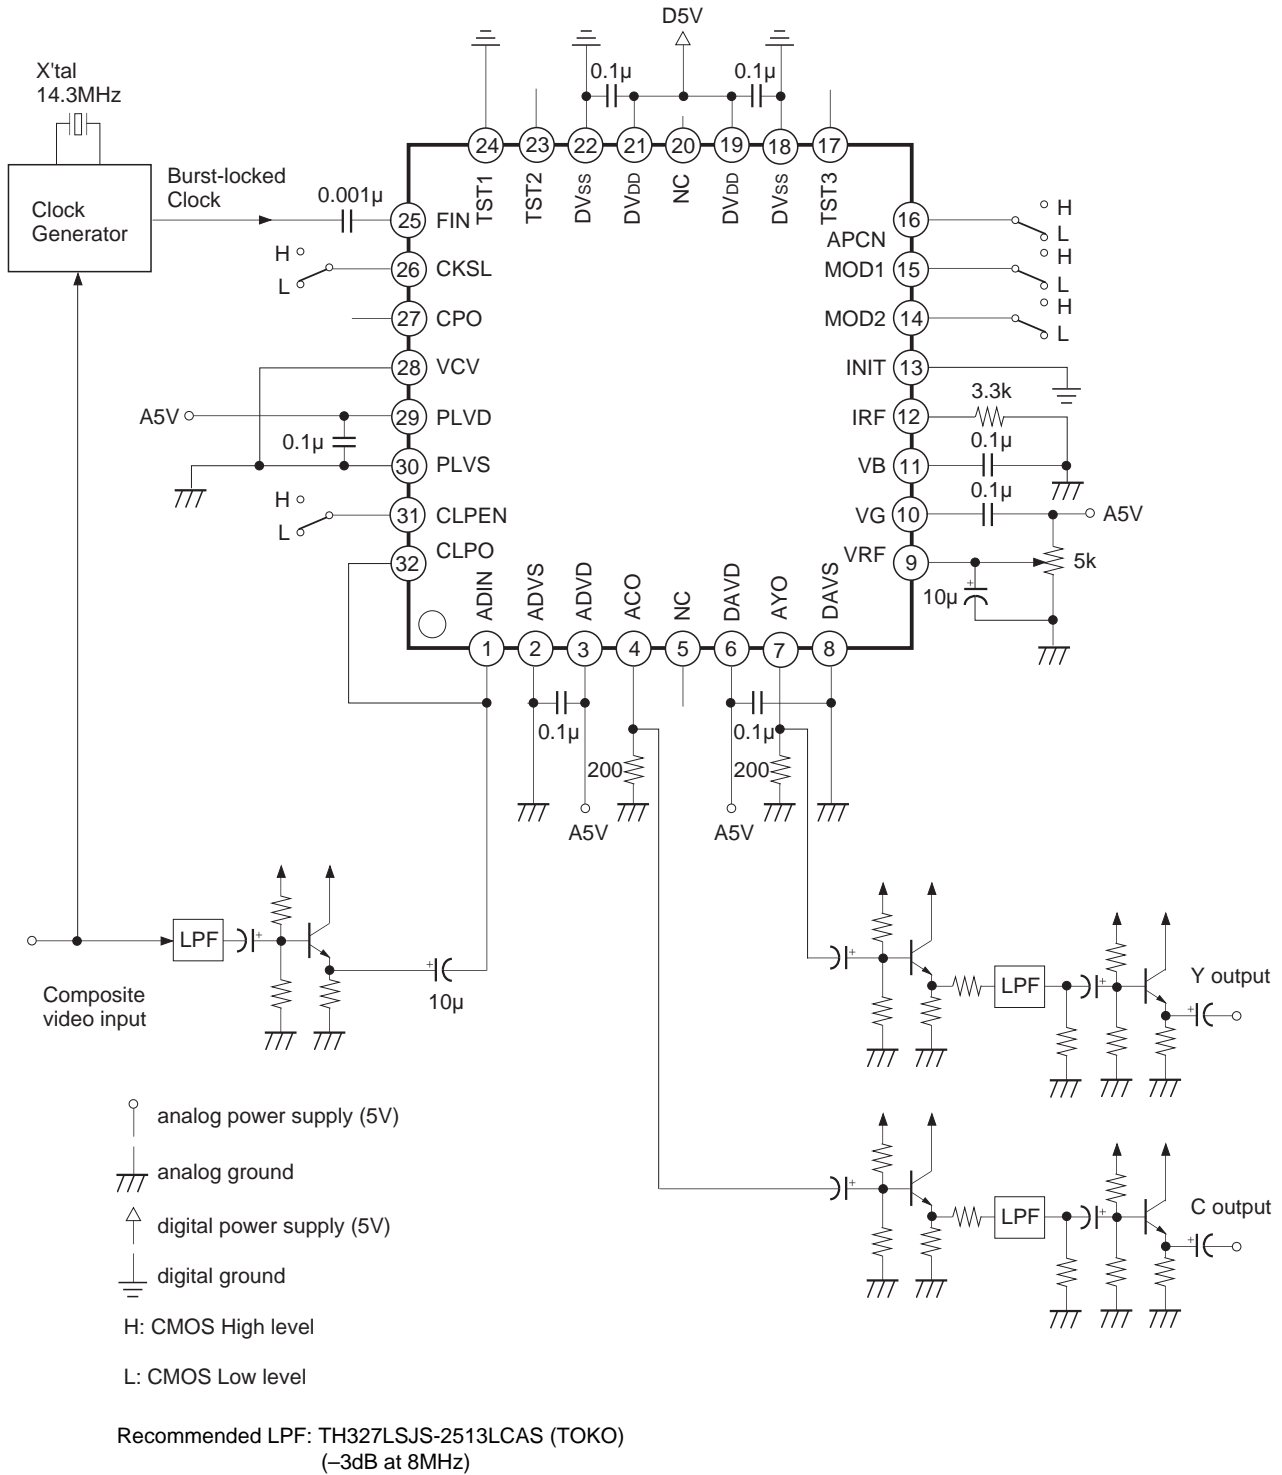 D5V
X'tal
14.3MHz
0.1µ
0.1µ
24
23
22
21
20
19
18
17
TST1
TST2
DVSS
DVDD
NC
DVDD
DVSS
TST3
Burst-locked
Clock
0.001µ
Clock
Generator
25
FIN
H
L
26
CKSL
27
CPO
28
VCV
A5V
29
PLVD
0.1µ
30
PLVS
H
L
31
CLPEN
32
CLPO
16
APCN
H
L
15
MOD1
H
L
14
MOD2
H
L
13
INIT
12
IRF
3.3k
11
VB
0.1µ
10
VG
0.1µ
A5V
9
VRF
5k
10µ
ADIN
ADVS
ADVD
ACO
NC
DAVD
AYO
DAVS
1
2
3
4
5
6
7
8
0.1µ
0.1µ
200
200
A5V
A5V
LPF
10µ
Composite
video input
LPF
Y output
LPF
C output
analog power supply (5V)
analog ground
digital power supply (5V)
digital ground
H: CMOS High level
L: CMOS Low level
Recommended LPF: TH327LSJS-2513LCAS (TOKO)
(–3dB at 8MHz)